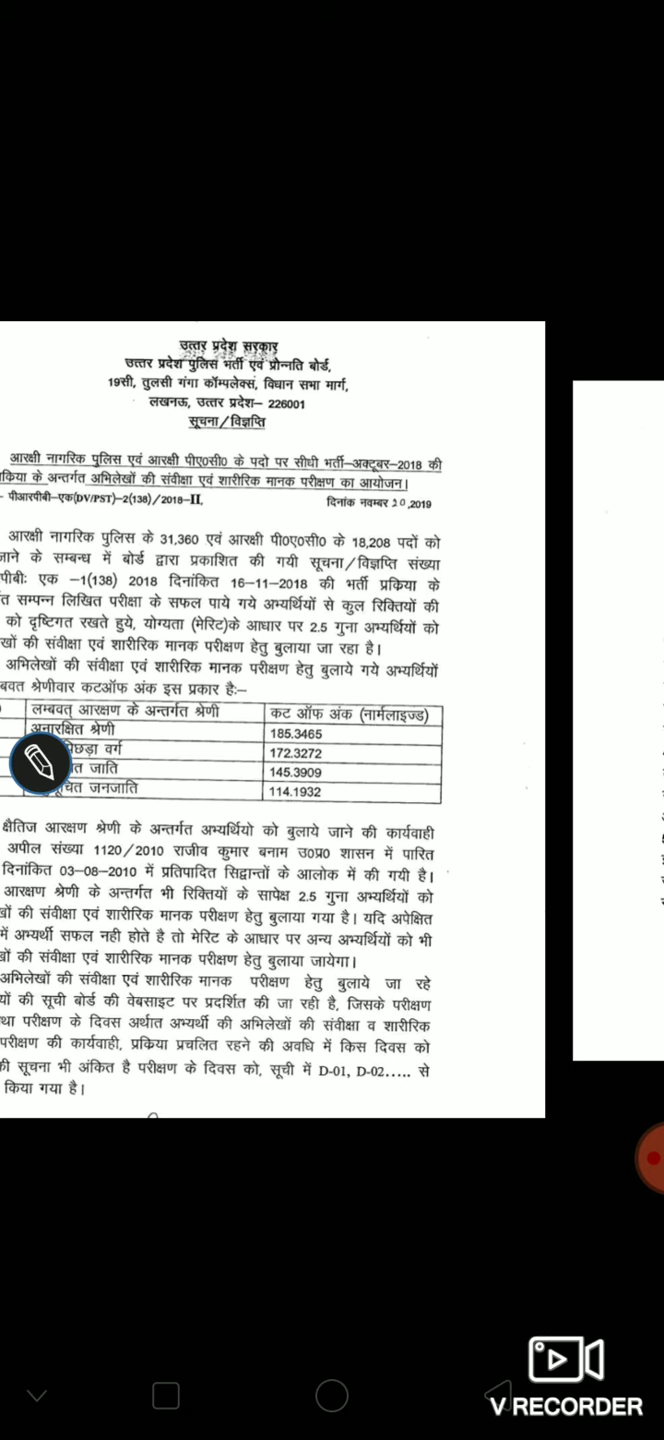 उत्तर प्रदेश सरकार
उत्तर प्रदेश पुलिस भर्ती एवं प्रोन्नति बोर्ड,
19सी, तुलसी गंगा कॉम्पलेक्स, विधान सभा मार्ग,
लखनऊ, उत्तर प्रदेश– 226001
सूचना/विज्ञप्ति
आरक्षी नागरिक पुलिस एवं आरक्षी पीए0सी0 के पदो पर सीधी भर्ती–अक्टूबर–2018 की
किया के अन्तर्गत अभिलेखों की संवीक्षा एवं शारीरिक मानक परीक्षण का आयोजन।
- पीआरपीबी–एक(DV/PST)–2(138)/2018–II, दिनांक नवम्बर 20,2019
आरक्षी नागरिक पुलिस के 31,360 एवं आरक्षी पी0ए0सी0 के 18,208 पदों को
जाने के सम्बन्ध में बोर्ड द्वारा प्रकाशित की गयी सूचना/विज्ञप्ति संख्या
पीबीः एक –1(138) 2018 दिनांकित 16–11–2018 की भर्ती प्रकिया के
त सम्पन्न लिखित परीक्षा के सफल पाये गये अभ्यर्थियों से कुल रिक्तियों की
को दृष्टिगत रखते हुये, योग्यता (मेरिट)के आधार पर 2.5 गुना अभ्यर्थियों को
खों की संवीक्षा एवं शारीरिक मानक परीक्षण हेतु बुलाया जा रहा है।
अभिलेखों की संवीक्षा एवं शारीरिक मानक परीक्षण हेतु बुलाये गये अभ्यर्थियों
बवत श्रेणीवार कटऑफ अंक इस प्रकार हैः–
लम्बवत् आरक्षण के अन्तर्गत श्रेणी कट ऑफ अंक (नार्मलाइज्ड)
अनारक्षित श्रेणी 185.3465
पिछड़ा वर्ग 172.3272
त जाति 145.3909
चित जनजाति 114.1932
क्षैतिज आरक्षण श्रेणी के अन्तर्गत अभ्यर्थियो को बुलाये जाने की कार्यवाही
अपील संख्या 1120/2010 राजीव कुमार बनाम उ0प्र0 शासन में पारित
दिनांकित 03–08–2010 में प्रतिपादित सिद्वान्तों के आलोक में की गयी है।
आरक्षण श्रेणी के अन्तर्गत भी रिक्तियों के सापेक्ष 2.5 गुना अभ्यर्थियों को
खों की संवीक्षा एवं शारीरिक मानक परीक्षण हेतु बुलाया गया है। यदि अपेक्षित
में अभ्यर्थी सफल नही होते है तो मेरिट के आधार पर अन्य अभ्यर्थियों को भी
खों की संवीक्षा एवं शारीरिक मानक परीक्षण हेतु बुलाया जायेगा।
अभिलेखों की संवीक्षा एवं शारीरिक मानक परीक्षण हेतु बुलाये जा रहे
यों की सूची बोर्ड की वेबसाइट पर प्रदर्शित की जा रही है, जिसके परीक्षण
था परीक्षण के दिवस अर्थात अभ्यर्थी की अभिलेखों की संवीक्षा व शारीरिक
परीक्षण की कार्यवाही, प्रकिया प्रचलित रहने की अवधि में किस दिवस को
की सूचना भी अंकित है परीक्षण के दिवस को, सूची में D-01, D-02..... से
किया गया है।
V RECORDER